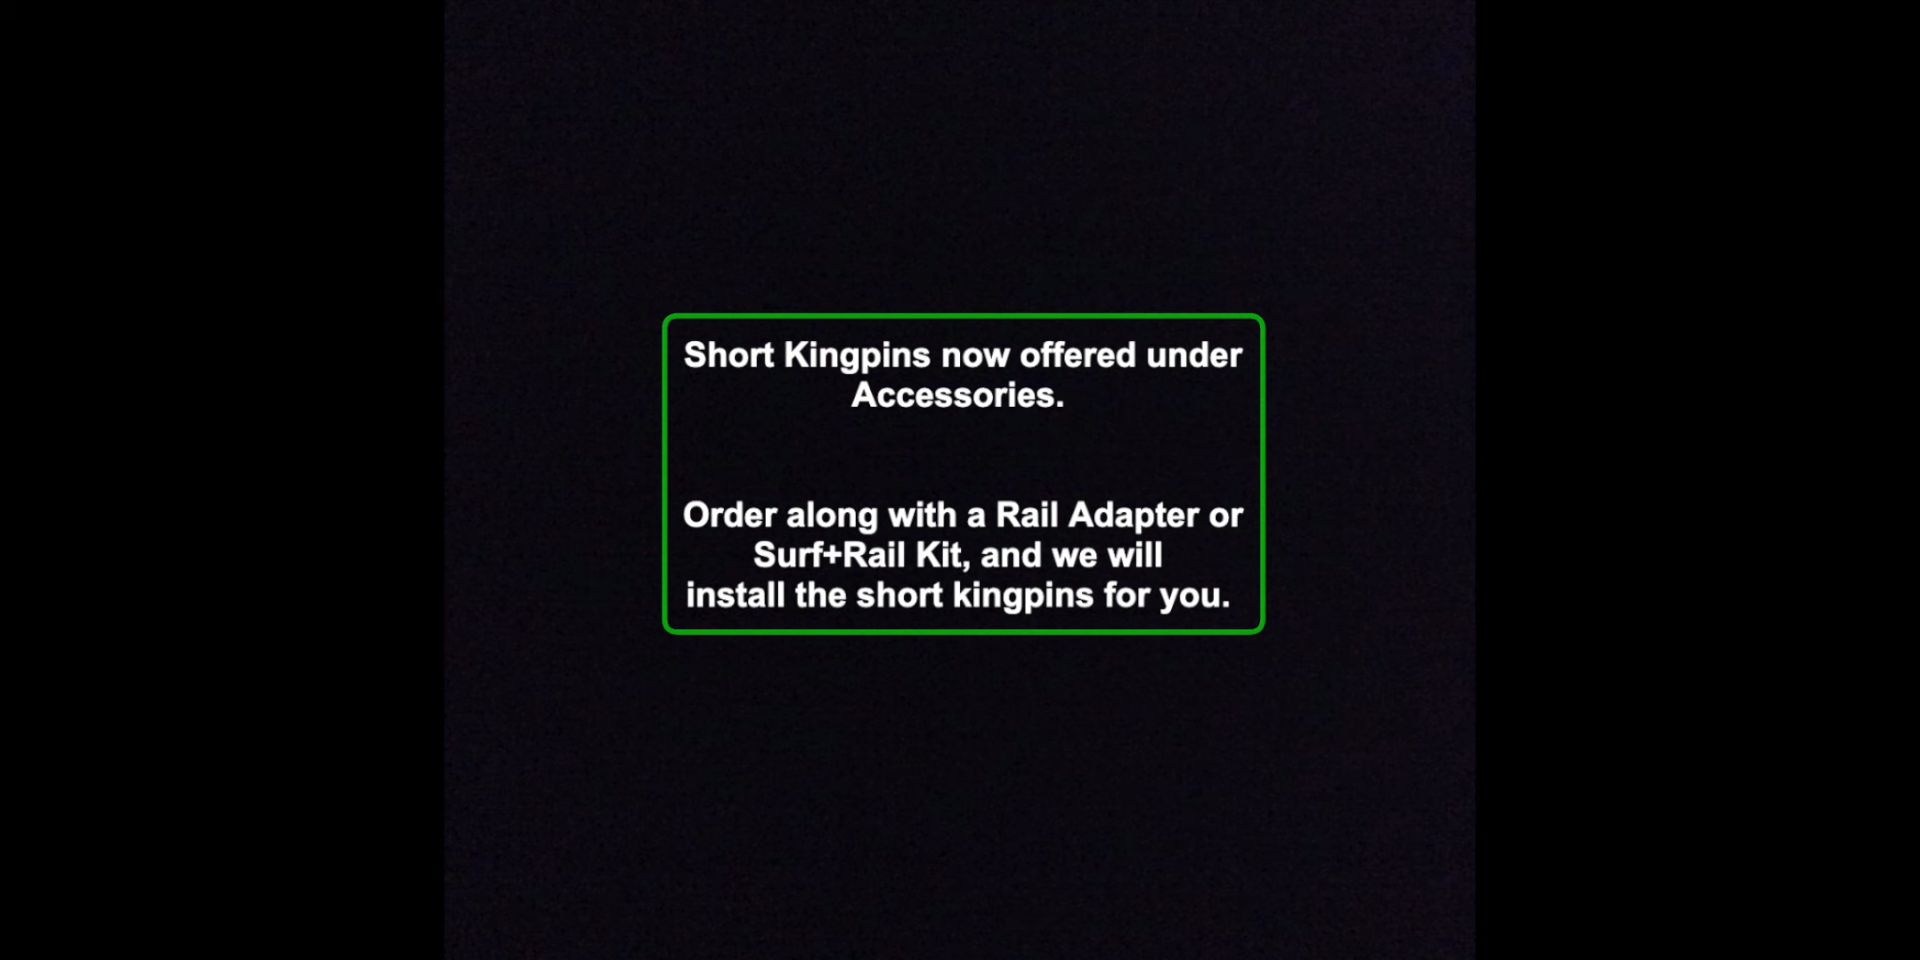 Short Kingpins now offered under
Accessories.
Order along with a Rail Adapter or
Surf+Rail Kit, and we will
install the short kingpins for you.